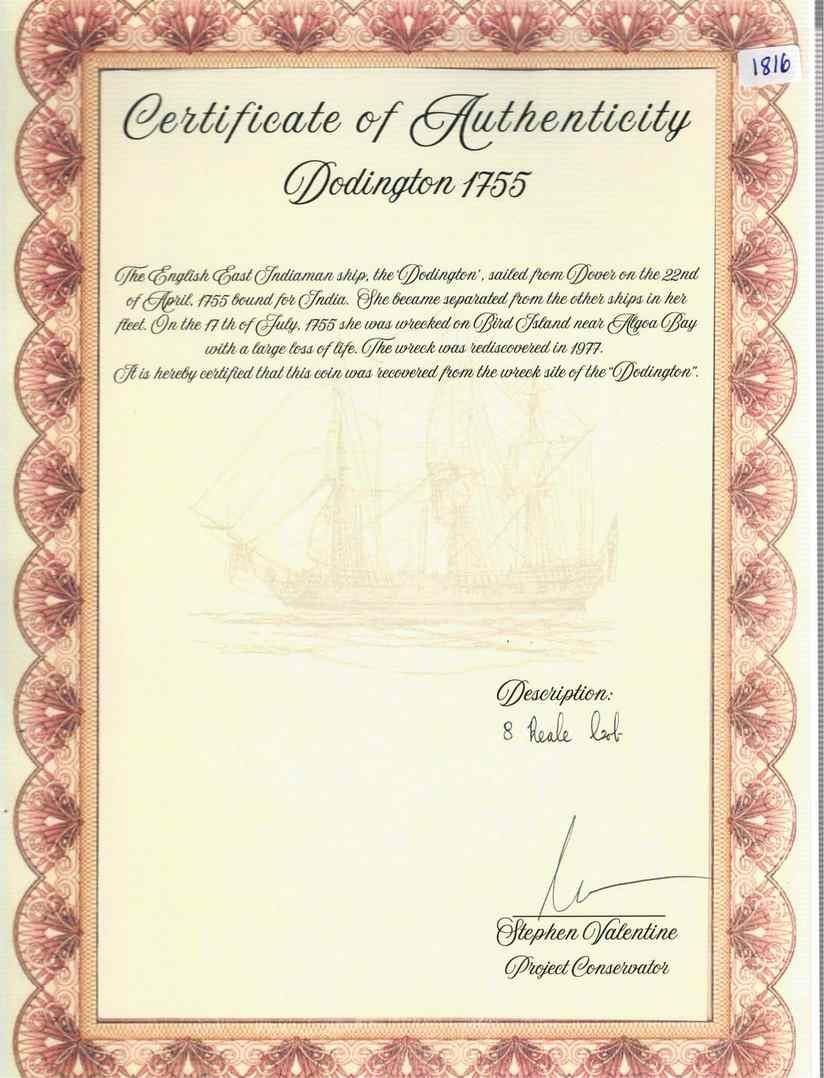 1816
Certificate of Authenticity
Dodington 1755
The English East Indiaman ship, the 'Dodington', sailed from Dover on the 22nd
of April, 1755 bound for India. She became separated from the other ships in her
fleet. On the 17 th of July, 1755 she was wrecked on Bird Island near Algoa Bay
with a large loss of life. The wreck was rediscovered in 1977.
It is hereby certified that this coin was recovered from the wreck site of the "Dodington".
Description:
8 Reale Cob
Stephen Valentine
Project Conservator